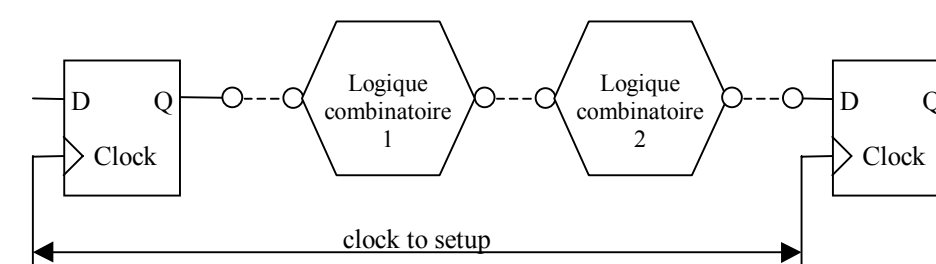 D Q
Clock
Logique
combinatoire
1
Logique
combinatoire
2
D Q
Clock
clock to setup